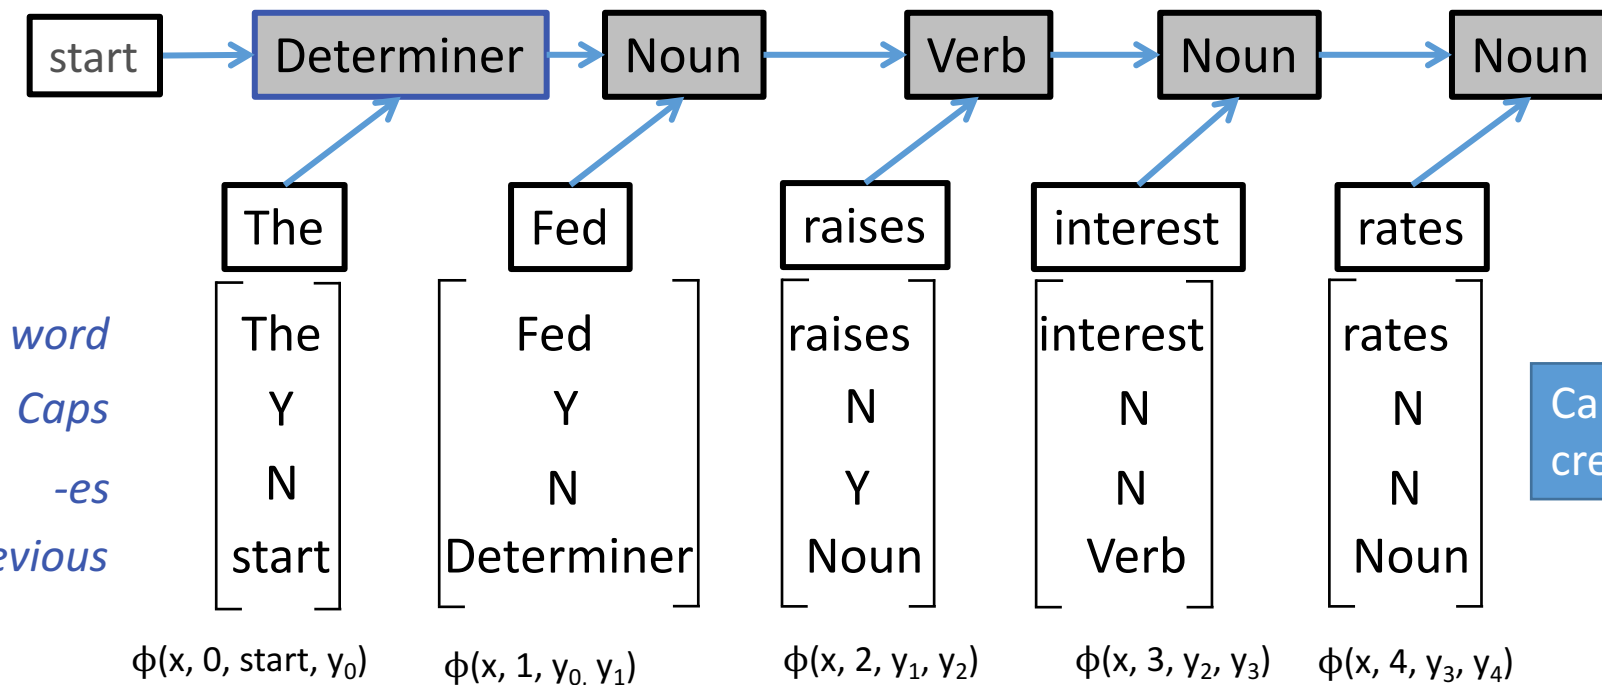 start Determiner Noun Verb Noun Noun
The Fed raises interest rates
word The Fed raises interest rates
Caps Y Y N N N
-es N N Y N N
start Determiner Noun Verb Noun
ϕ(x, 0, start, y₀) ϕ(x, 1, y₀, y₁) ϕ(x, 2, y₁, y₂) ϕ(x, 3, y₂, y₃) ϕ(x, 4, y₃, y₄)